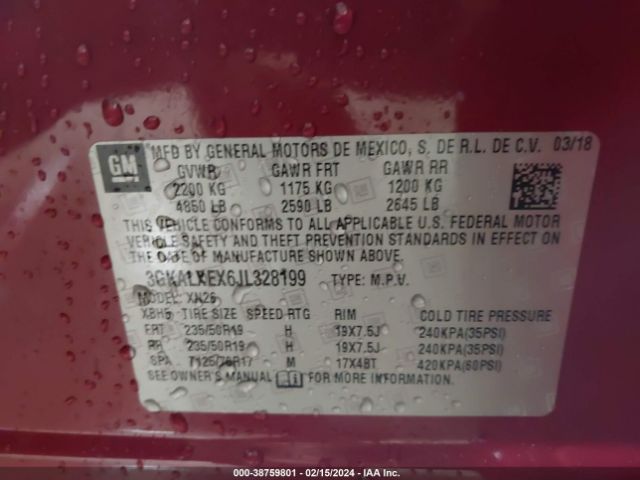 GM
MFD BY GENERAL MOTORS DE MEXICO, S. DE R.L. DE C.V. 03/18
GVWR GAWR FRT GAWR RR
2200 KG 1175 KG 1200 KG
4850 LB 2590 LB 2645 LB
THIS VEHICLE CONFORMS TO ALL APPLICABLE U.S. FEDERAL MOTOR
VEHICLE SAFETY AND THEFT PREVENTION STANDARDS IN EFFECT ON
THE DATE OF MANUFACTURE SHOWN ABOVE.
3GKALXEX6JL328199 TYPE: M.P.V.
MODEL: XXL26
TIRE SIZE SPEED RTG RIM COLD TIRE PRESSURE
FRT 235/50R19 H 19X7.5J 240KPA(35PSI)
RR 235/50R19 H 19X7.5J 240KPA(35PSI)
SPA T125/70R17 M 17X4BT 420KPA(60PSI)
SEE OWNER'S MANUAL FOR MORE INFORMATION.
000-38759801 - 02/15/2024 - IAA Inc.